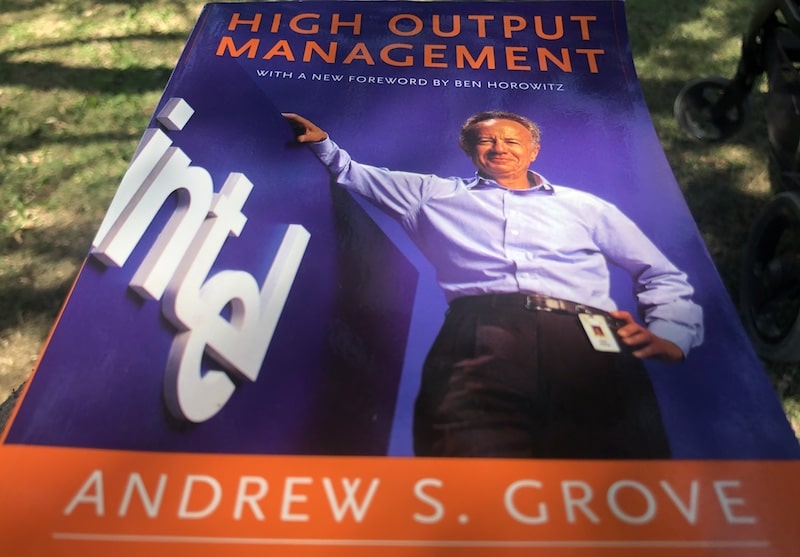 HIGH OUTPUT
MANAGEMENT
WITH A NEW FOREWORD BY BEN HOROWITZ
intel
ANDREW S. GROVE